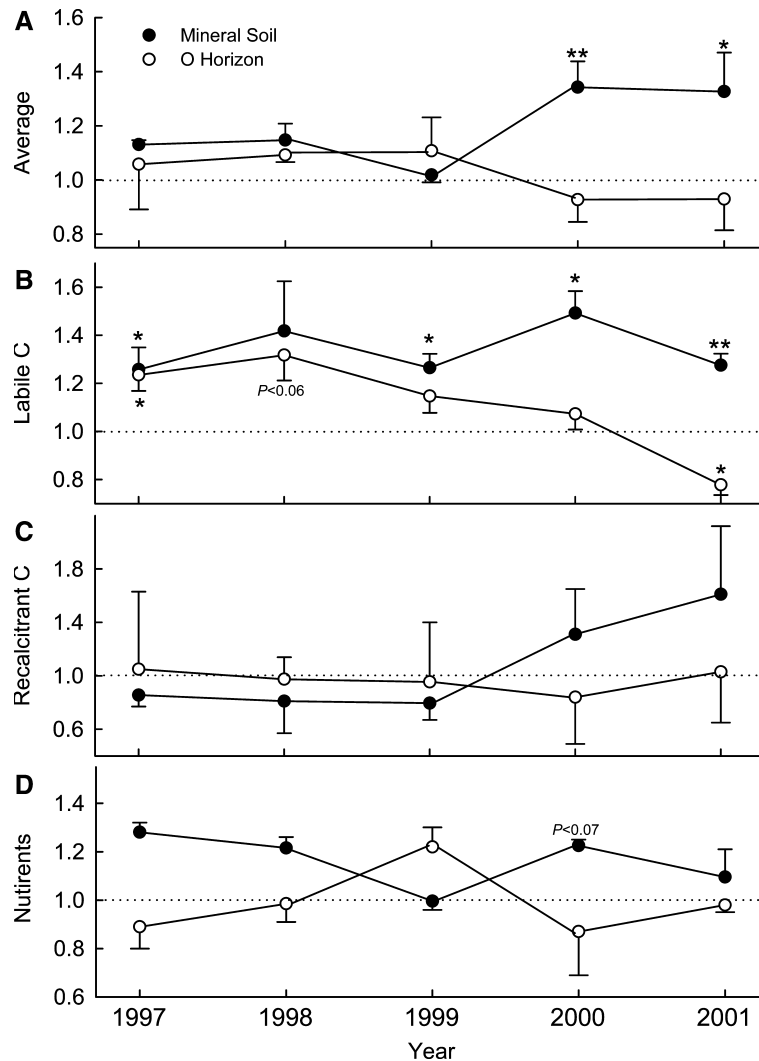 A
1.6
Mineral Soil
O Horizon
1.4
1.2
1.0
0.8
Average
**
*
B
1.6
1.4
1.2
1.0
0.8
Labile C
*
*
P<0.06
*
*
**
*
C
1.8
1.4
1.0
0.6
Recalcitrant C
D
1.4
1.2
1.0
0.8
0.6
Nutirents
P<0.07
1997 1998 1999 2000 2001
Year